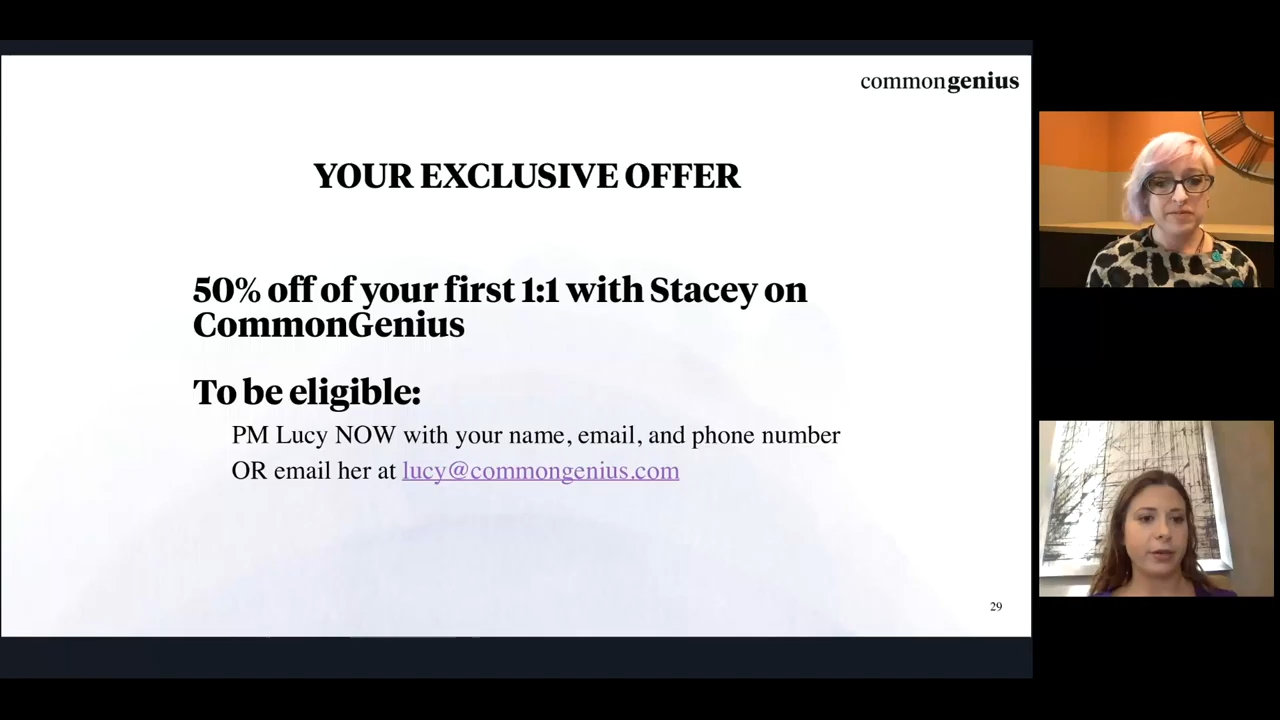 commongenius
YOUR EXCLUSIVE OFFER
50% off of your first 1:1 with Stacey on
CommonGenius
To be eligible:
PM Lucy NOW with your name, email, and phone number
OR email her at lucy@commongenius.com
29